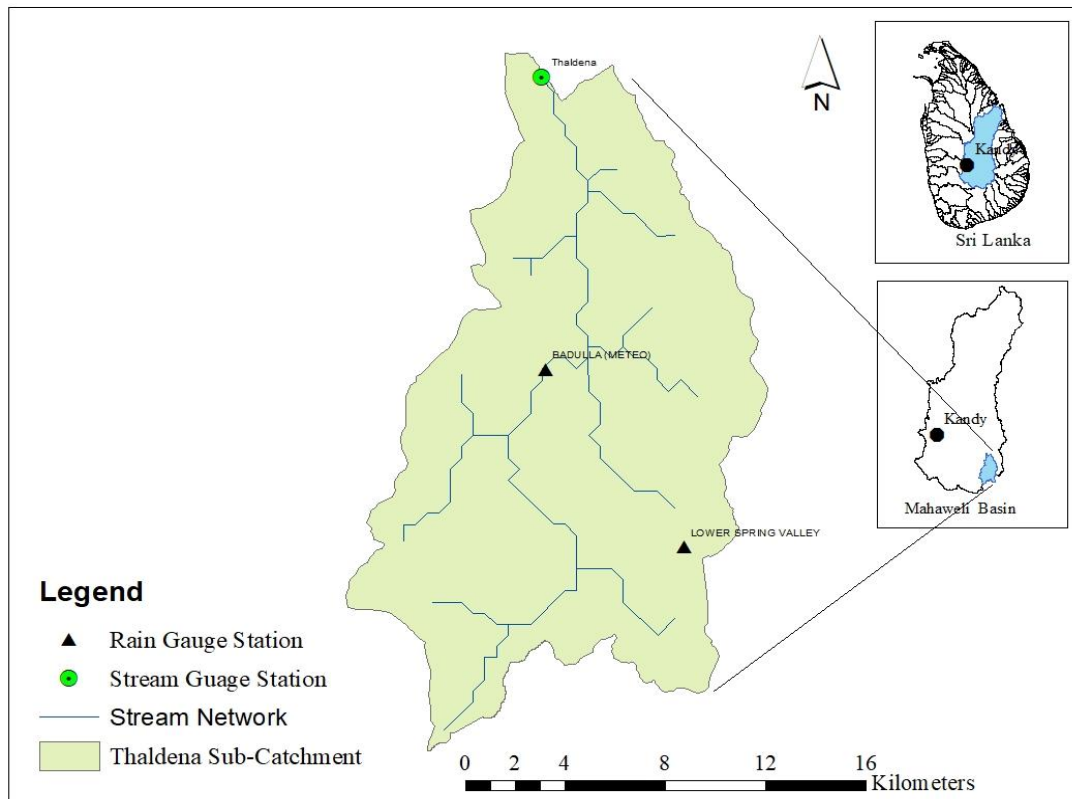 Thaldena
N
Kandy
Sri Lanka
BADULLA (METEO)
Kandy
Mahaweli Basin
LOWER SPRING VALLEY
Legend
Rain Gauge Station
Stream Guage Station
Stream Network
Thaldena Sub-Catchment
0 2 4 8 12 16
Kilometers